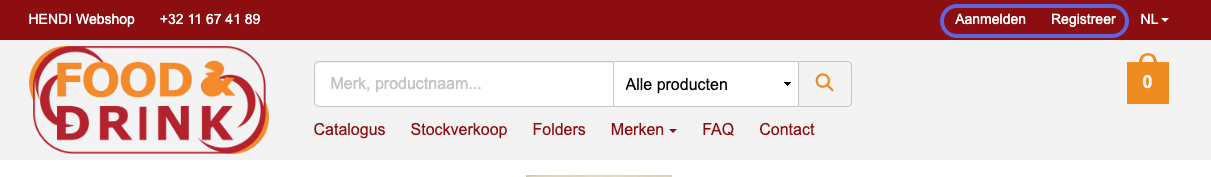 HENDI Webshop +32 11 67 41 89 Aanmelden Registreer NL
FOOD &
DRINK
Merk, productnaam... Alle producten 0
Catalogus Stockverkoop Folders Merken FAQ Contact